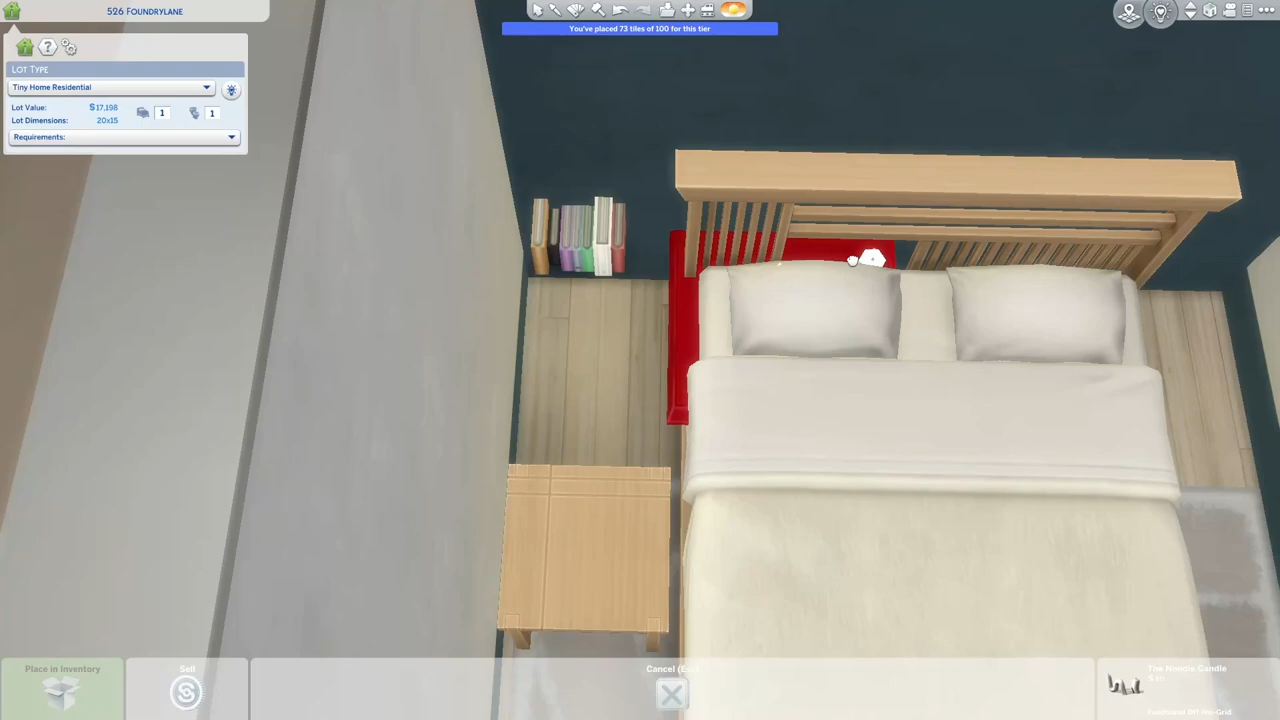 526 FOUNDRYLANE
You've placed 73 tiles of 100 for this tier
LOT TYPE
Tiny Home Residential
Lot Value: $17,198
1
1
Lot Dimensions: 20x15
Requirements:
Place in Inventory
Sell
Cancel
The Noodle Candle